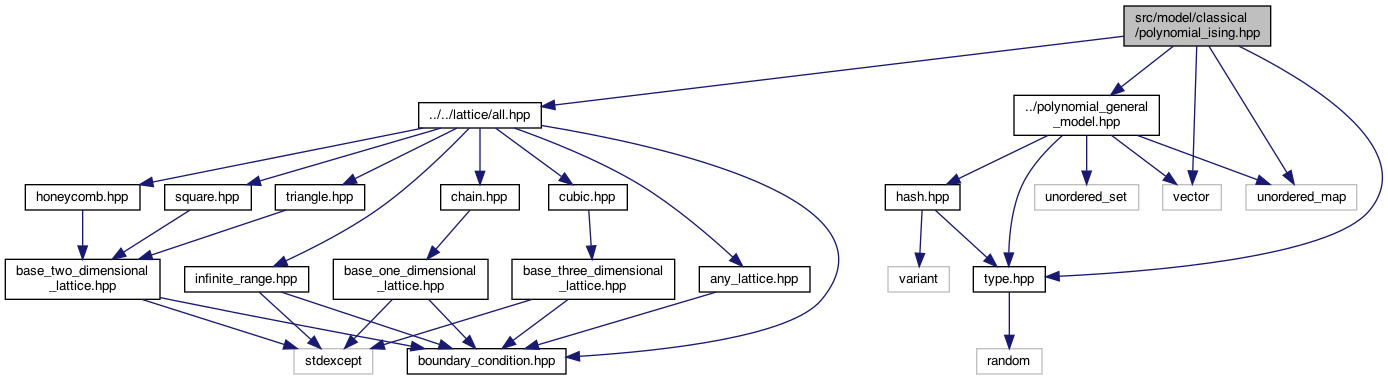 src/model/classical
/polynomial_ising.hpp
../../lattice/all.hpp
../polynomial_general
_model.hpp
honeycomb.hpp
square.hpp
triangle.hpp
chain.hpp
cubic.hpp
hash.hpp
unordered_set
vector
unordered_map
base_two_dimensional
_lattice.hpp
infinite_range.hpp
base_one_dimensional
_lattice.hpp
base_three_dimensional
_lattice.hpp
any_lattice.hpp
variant
type.hpp
stdexcept
boundary_condition.hpp
random